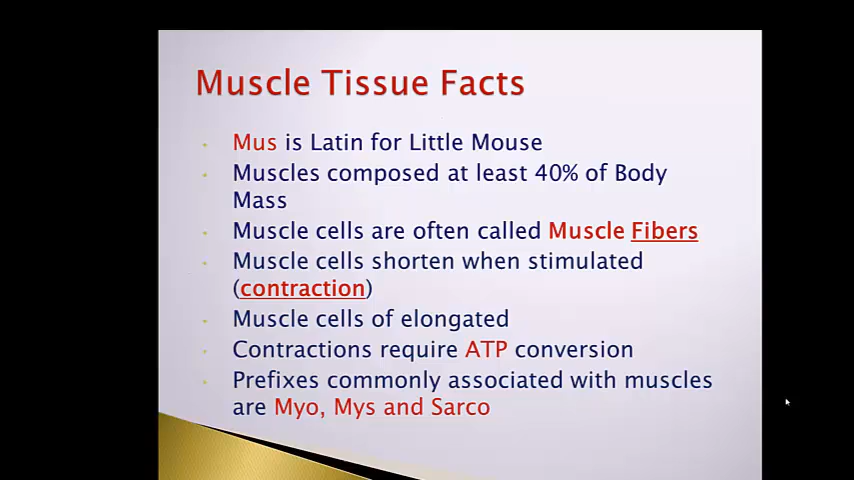 Muscle Tissue Facts
Mus is Latin for Little Mouse
Muscles composed at least 40% of Body
Mass
Muscle cells are often called Muscle Fibers
Muscle cells shorten when stimulated
(contraction)
Muscle cells of elongated
Contractions require ATP conversion
Prefixes commonly associated with muscles
are Myo, Mys and Sarco